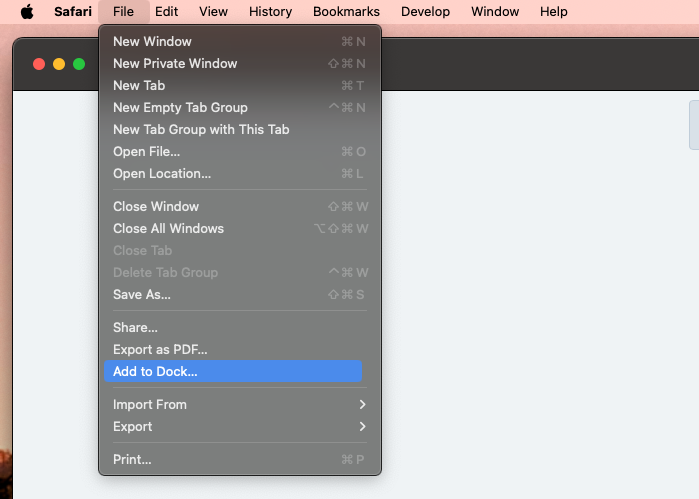 Safari File Edit View History Bookmarks Develop Window Help
New Window ⌘ N
New Private Window ⇧ ⌘ N
New Tab ⌘ T
New Empty Tab Group ^ ⌘ N
New Tab Group with This Tab
Open File... ⌘ O
Open Location... ⌘ L
Close Window ⇧ ⌘ W
Close All Windows ⌥ ⇧ ⌘ W
Close Tab
Delete Tab Group ^ ⌘ W
Save As... ⇧ ⌘ S
Share...
Export as PDF...
Add to Dock...
Import From
Export
Print... ⌘ P